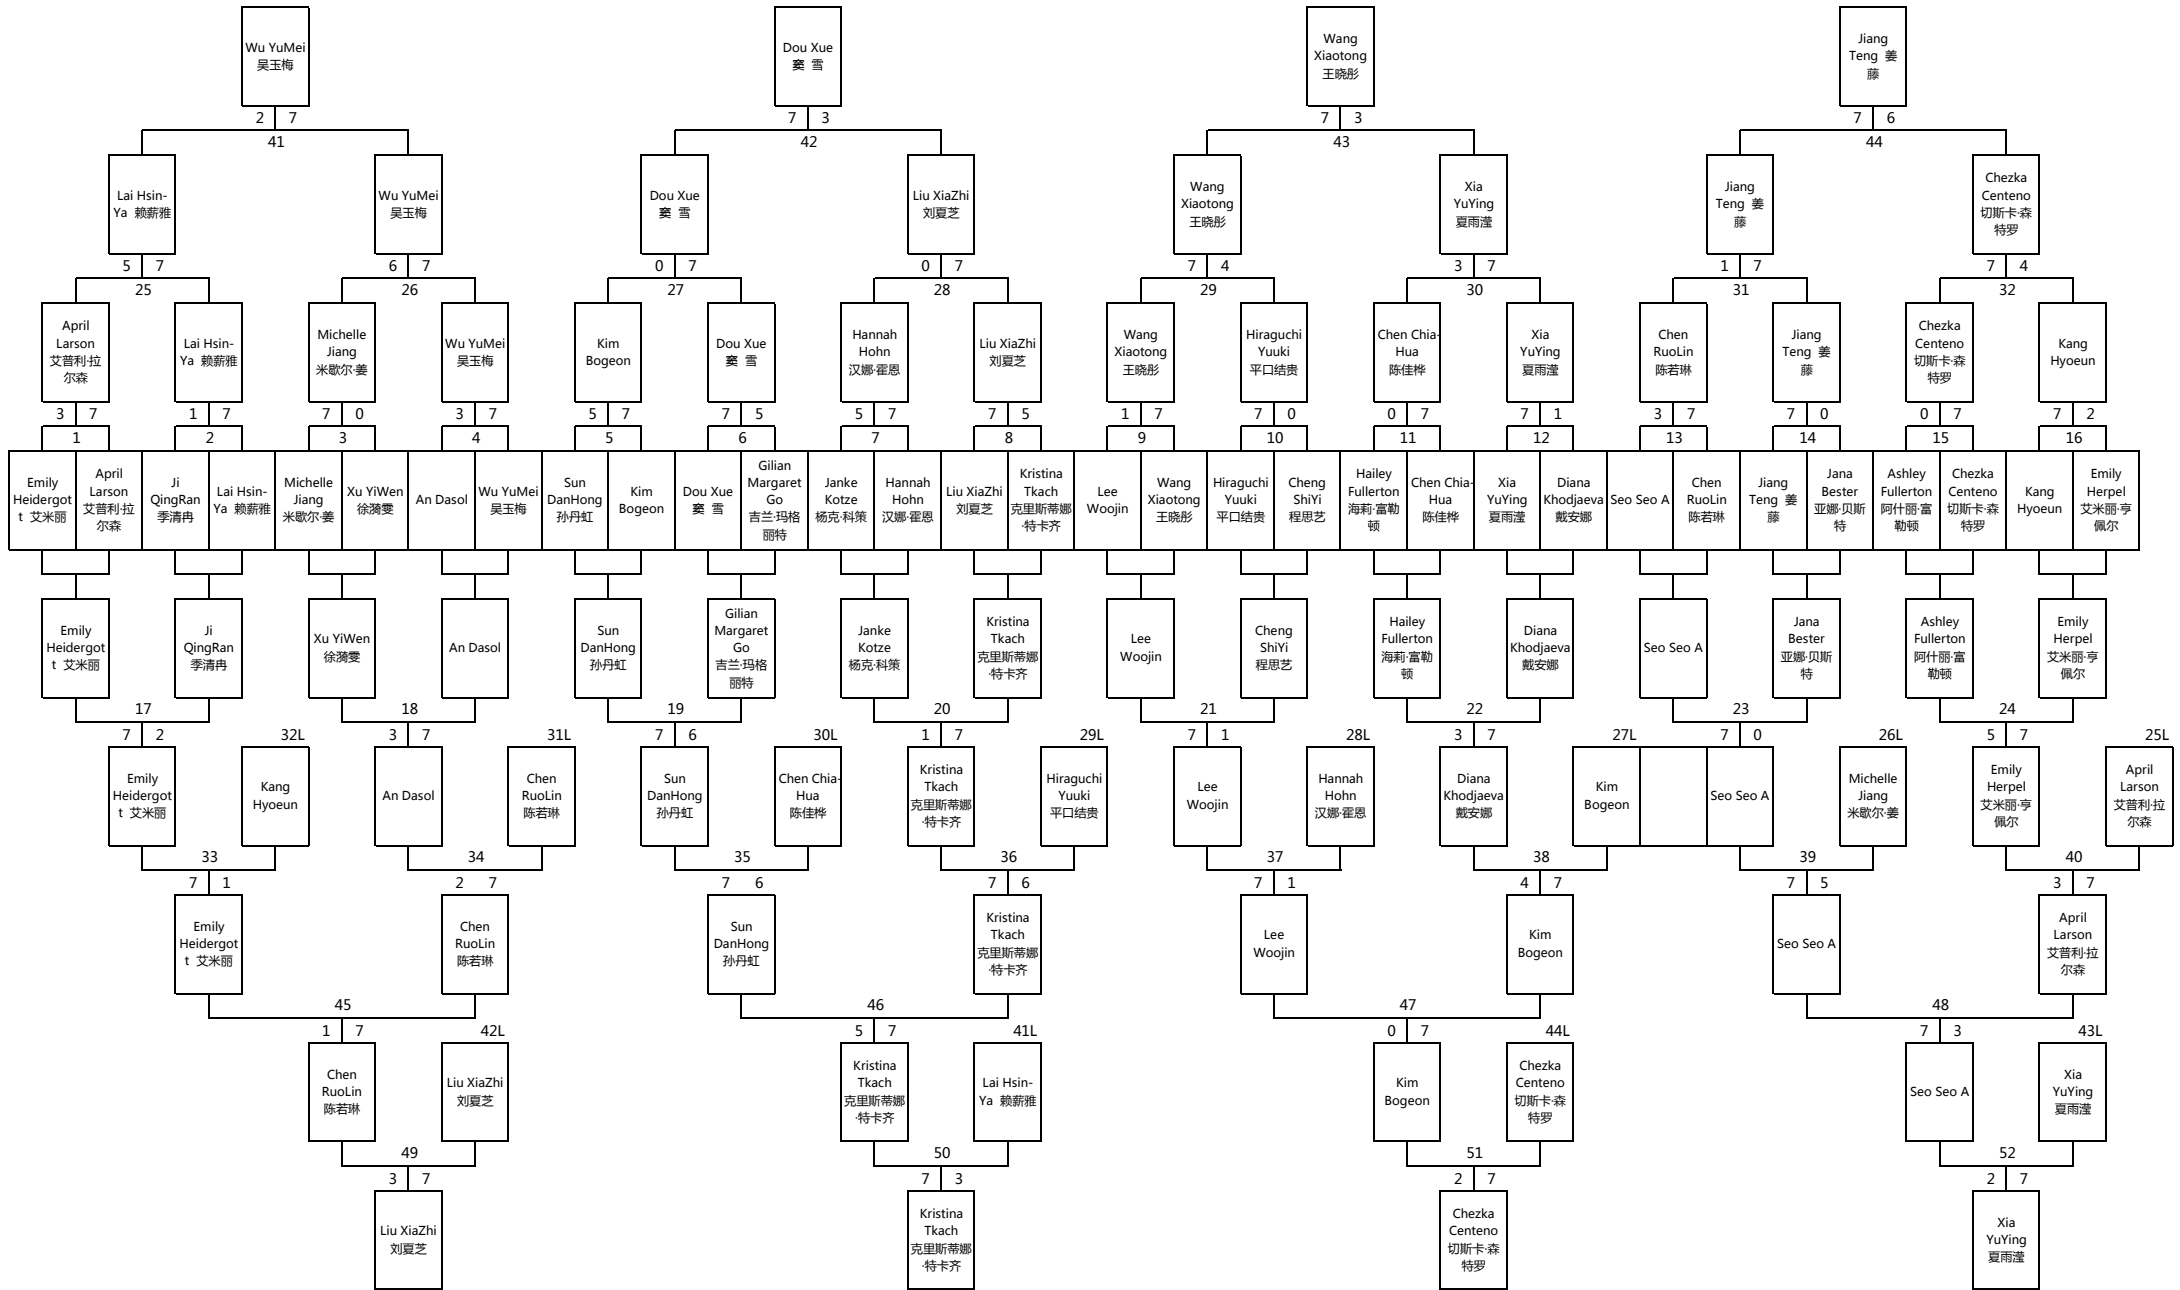 Wu YuMei
吴玉梅
Dou Xue
窦 雪
Wang
Xiaotong
王晓彤
Jiang
Teng 姜
藤
2 7
7 3
7 3
7 6
41
42
43
44
Lai Hsin-
Ya 赖薪雅
Wu YuMei
吴玉梅
Dou Xue
窦 雪
Liu XiaZhi
刘夏芝
Wang
Xiaotong
王晓彤
Xia
YuYing
夏雨滢
Jiang
Teng 姜
藤
Chezka
Centeno
切斯卡·森
特罗
5 7
6 7
0 7
0 7
7 4
3 7
1 7
7 4
25
26
27
28
29
30
31
32
April
Larson
艾普利·拉
尔森
Lai Hsin-
Ya 赖薪雅
Michelle
Jiang
米歇尔·姜
Wu YuMei
吴玉梅
Kim
Bogeon
Dou Xue
窦 雪
Hannah
Hohn
汉娜·霍恩
Liu XiaZhi
刘夏芝
Wang
Xiaotong
王晓彤
Hiraguchi
Yuuki
平口结贵
Chen Chia-
Hua
陈佳桦
Xia
YuYing
夏雨滢
Chen
RuoLin
陈若琳
Jiang
Teng 姜
藤
Chezka
Centeno
切斯卡·森
特罗
Kang
Hyoeun
3 7
1 7
7 0
3 7
5 7
7 5
5 7
7 5
1 7
7 0
0 7
7 1
3 7
7 0
0 7
7 2
1
2
3
4
5
6
7
8
9
10
11
12
13
14
15
16
Emily
Heidergot
t 艾米丽
April
Larson
艾普利·拉
尔森
Ji
QingRan
季清冉
Lai Hsin-
Ya 赖薪雅
Michelle
Jiang
米歇尔·姜
Xu YiWen
徐漪雯
An Dasol
Wu YuMei
吴玉梅
Sun
DanHong
孙丹虹
Kim
Bogeon
Dou Xue
窦 雪
Gilian
Margaret
Go
吉兰·玛格
丽特
Janke
Kotze
杨克·科策
Hannah
Hohn
汉娜·霍恩
Liu XiaZhi
刘夏芝
Kristina
Tkach
克里斯蒂娜
·特卡齐
Lee
Woojin
Wang
Xiaotong
王晓彤
Hiraguchi
Yuuki
平口结贵
Cheng
ShiYi
程思艺
Hailey
Fullerton
海莉·富勒
顿
Chen Chia-
Hua
陈佳桦
Xia
YuYing
夏雨滢
Diana
Khodjaeva
戴安娜
Seo Seo A
Chen
RuoLin
陈若琳
Jiang
Teng 姜
藤
Jana
Bester
亚娜·贝斯
特
Ashley
Fullerton
阿什丽·富
勒顿
Chezka
Centeno
切斯卡·森
特罗
Kang
Hyoeun
Emily
Herpel
艾米丽·亨
佩尔
Emily
Heidergot
t 艾米丽
Ji
QingRan
季清冉
Xu YiWen
徐漪雯
An Dasol
Sun
DanHong
孙丹虹
Gilian
Margaret
Go
吉兰·玛格
丽特
Janke
Kotze
杨克·科策
Kristina
Tkach
克里斯蒂娜
·特卡齐
Lee
Woojin
Cheng
ShiYi
程思艺
Hailey
Fullerton
海莉·富勒
顿
Diana
Khodjaeva
戴安娜
Seo Seo A
Jana
Bester
亚娜·贝斯
特
Ashley
Fullerton
阿什丽·富
勒顿
Emily
Herpel
艾米丽·亨
佩尔
17
18
19
20
21
22
23
24
7 2
32L
3 7
31L
7 6
30L
1 7
29L
7 1
28L
3 7
27L
7 0
26L
5 7
25L
Emily
Heidergot
t 艾米丽
Kang
Hyoeun
An Dasol
Chen
RuoLin
陈若琳
Sun
DanHong
孙丹虹
Chen Chia-
Hua
陈佳桦
Kristina
Tkach
克里斯蒂娜
·特卡齐
Hiraguchi
Yuuki
平口结贵
Lee
Woojin
Hannah
Hohn
汉娜·霍恩
Diana
Khodjaeva
戴安娜
Kim
Bogeon
Seo Seo A
Michelle
Jiang
米歇尔·姜
Emily
Herpel
艾米丽·亨
佩尔
April
Larson
艾普利·拉
尔森
33
34
35
36
37
38
39
40
7 1
2 7
7 6
7 6
7 1
4 7
7 5
3 7
Emily
Heidergot
t 艾米丽
Chen
RuoLin
陈若琳
Sun
DanHong
孙丹虹
Kristina
Tkach
克里斯蒂娜
·特卡齐
Lee
Woojin
Kim
Bogeon
Seo Seo A
April
Larson
艾普利·拉
尔森
45
46
47
48
1 7
42L
5 7
41L
0 7
44L
7 3
43L
Chen
RuoLin
陈若琳
Liu XiaZhi
刘夏芝
Kristina
Tkach
克里斯蒂娜
·特卡齐
Lai Hsin-
Ya 赖薪雅
Kim
Bogeon
Chezka
Centeno
切斯卡·森
特罗
Seo Seo A
Xia
YuYing
夏雨滢
49
50
51
52
3 7
7 3
2 7
2 7
Liu XiaZhi
刘夏芝
Kristina
Tkach
克里斯蒂娜
·特卡齐
Chezka
Centeno
切斯卡·森
特罗
Xia
YuYing
夏雨滢